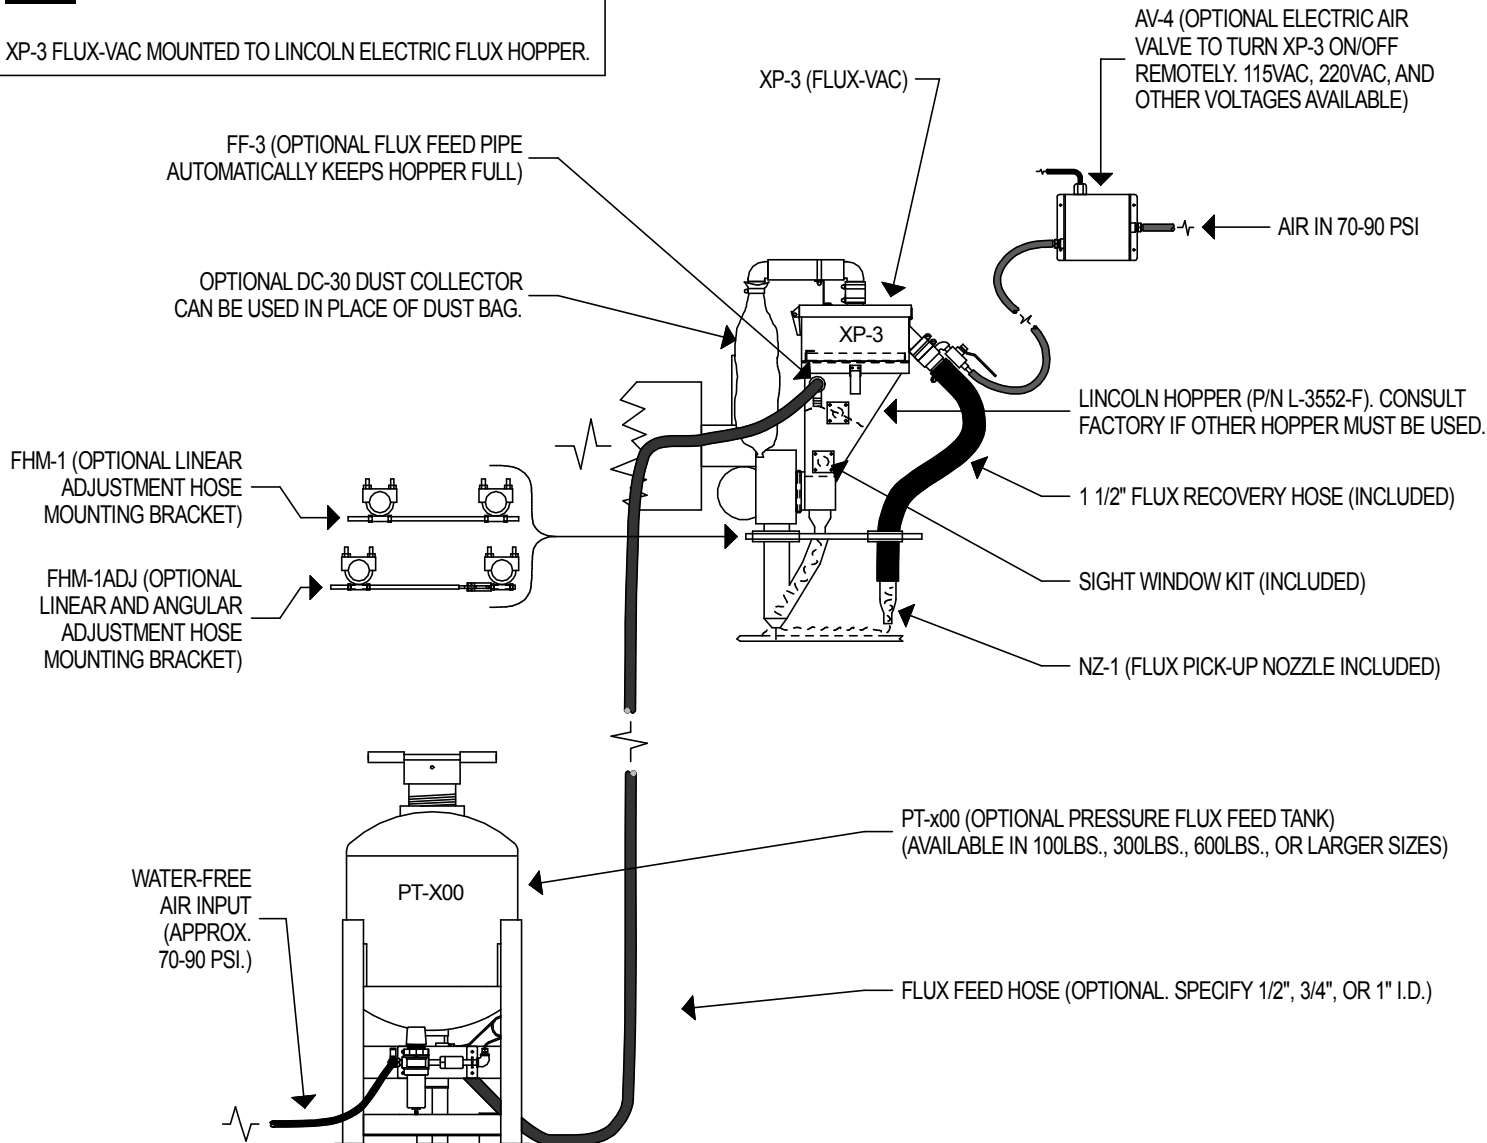 XP-3 FLUX-VAC MOUNTED TO LINCOLN ELECTRIC FLUX HOPPER.
AV-4 (OPTIONAL ELECTRIC AIR
VALVE TO TURN XP-3 ON/OFF
REMOTELY. 115VAC, 220VAC, AND
OTHER VOLTAGES AVAILABLE)
XP-3 (FLUX-VAC)
FF-3 (OPTIONAL FLUX FEED PIPE
AUTOMATICALLY KEEPS HOPPER FULL)
AIR IN 70-90 PSI
OPTIONAL DC-30 DUST COLLECTOR
CAN BE USED IN PLACE OF DUST BAG.
XP-3
LINCOLN HOPPER (P/N L-3552-F). CONSULT
FACTORY IF OTHER HOPPER MUST BE USED.
FHM-1 (OPTIONAL LINEAR
ADJUSTMENT HOSE
MOUNTING BRACKET)
1 1/2" FLUX RECOVERY HOSE (INCLUDED)
FHM-1ADJ (OPTIONAL
LINEAR AND ANGULAR
ADJUSTMENT HOSE
MOUNTING BRACKET)
SIGHT WINDOW KIT (INCLUDED)
NZ-1 (FLUX PICK-UP NOZZLE INCLUDED)
PT-x00 (OPTIONAL PRESSURE FLUX FEED TANK)
(AVAILABLE IN 100LBS., 300LBS., 600LBS., OR LARGER SIZES)
WATER-FREE
AIR INPUT
(APPROX.
70-90 PSI.)
PT-X00
FLUX FEED HOSE (OPTIONAL. SPECIFY 1/2", 3/4", OR 1" I.D.)